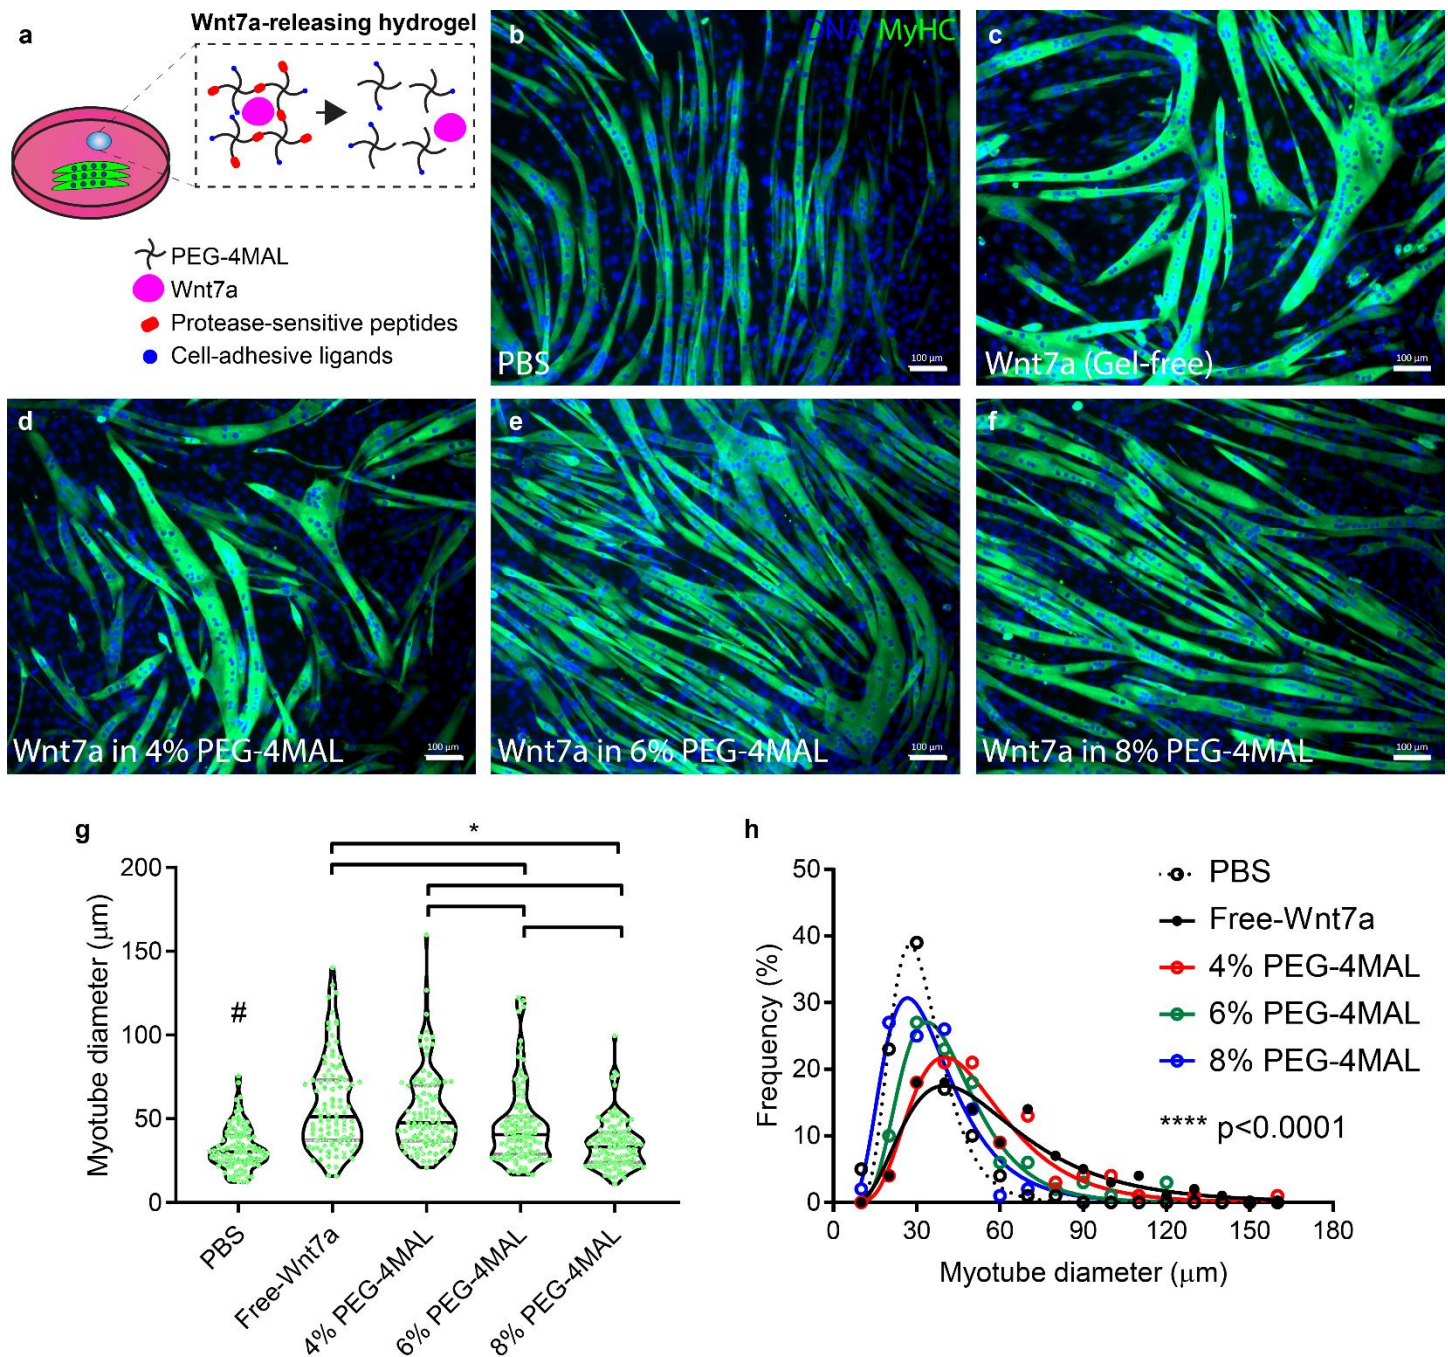 a
Wnt7a-releasing hydrogel
PEG-4MAL
Wnt7a
Protease-sensitive peptides
Cell-adhesive ligands
b
DNA MyHC
PBS
100 µm
c
Wnt7a (Gel-free)
100 µm
d
Wnt7a in 4% PEG-4MAL
100 µm
e
Wnt7a in 6% PEG-4MAL
100 µm
f
Wnt7a in 8% PEG-4MAL
100 µm
g
*
#
Myotube diameter (µm)
200
150
100
50
0
PBS
Free-Wnt7a
4% PEG-4MAL
6% PEG-4MAL
8% PEG-4MAL
h
Frequency (%)
50
40
30
20
10
0
0 30 60 90 120 150 180
Myotube diameter (µm)
PBS
Free-Wnt7a
4% PEG-4MAL
6% PEG-4MAL
8% PEG-4MAL
**** p<0.0001